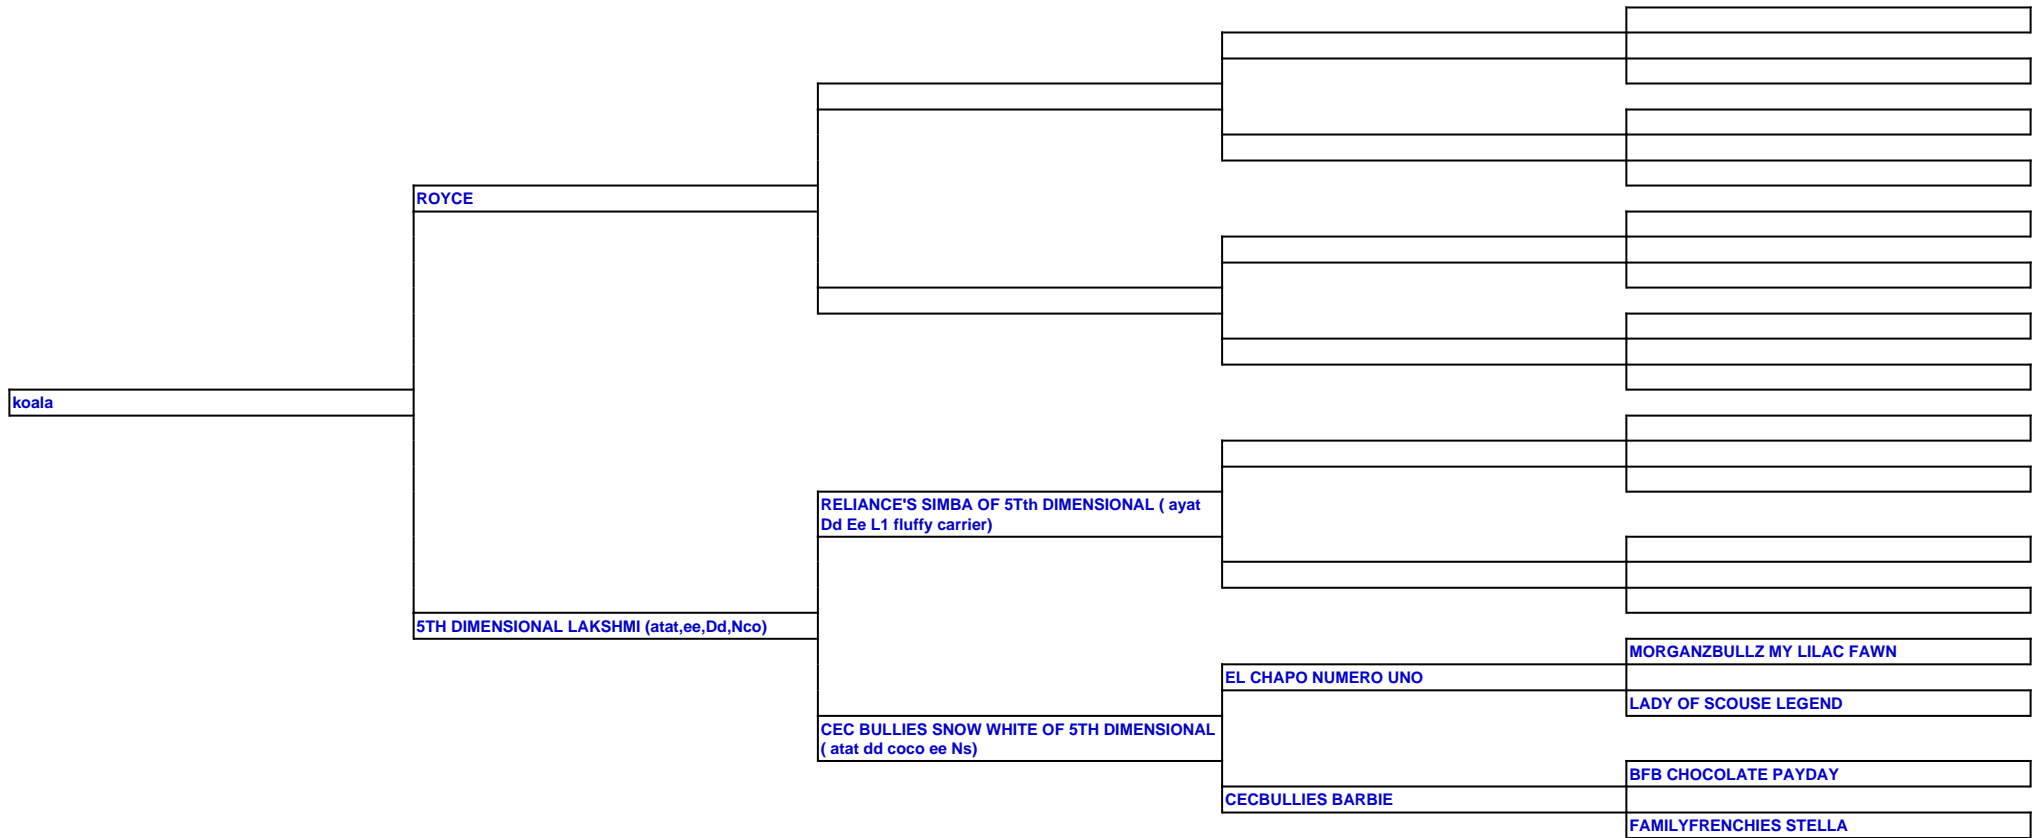 ROYCE
koala
RELIANCE'S SIMBA OF 5Tth DIMENSIONAL ( ayat
Dd Ee L1 fluffy carrier)
5TH DIMENSIONAL LAKSHMI (atat,ee,Dd,Nco)
MORGANZBULLZ MY LILAC FAWN
EL CHAPO NUMERO UNO
LADY OF SCOUSE LEGEND
CEC BULLIES SNOW WHITE OF 5TH DIMENSIONAL
( atat dd coco ee Ns)
BFB CHOCOLATE PAYDAY
CECBULLIES BARBIE
FAMILYFRENCHIES STELLA